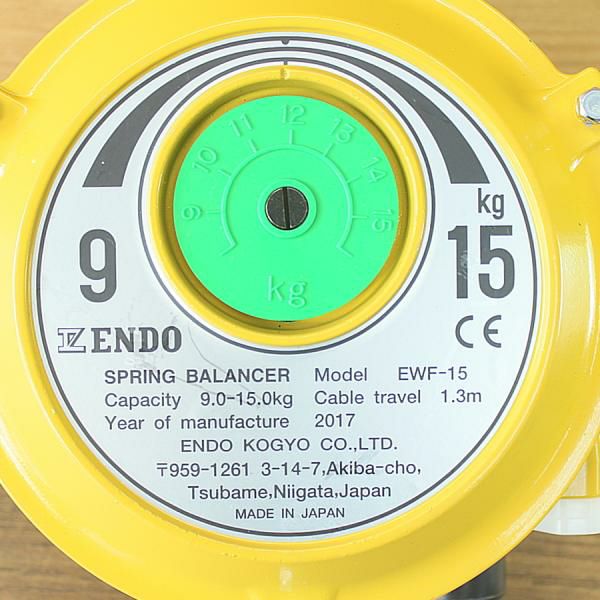 9 10 11 12 13 14 15
kg
kg
9 15
ENDO CE
SPRING BALANCER Model EWF-15
Capacity 9.0-15.0kg Cable travel 1.3m
Year of manufacture 2017
ENDO KOGYO CO.,LTD.
〒959-1261 3-14-7,Akiba-cho,
Tsubame,Niigata,Japan
MADE IN JAPAN